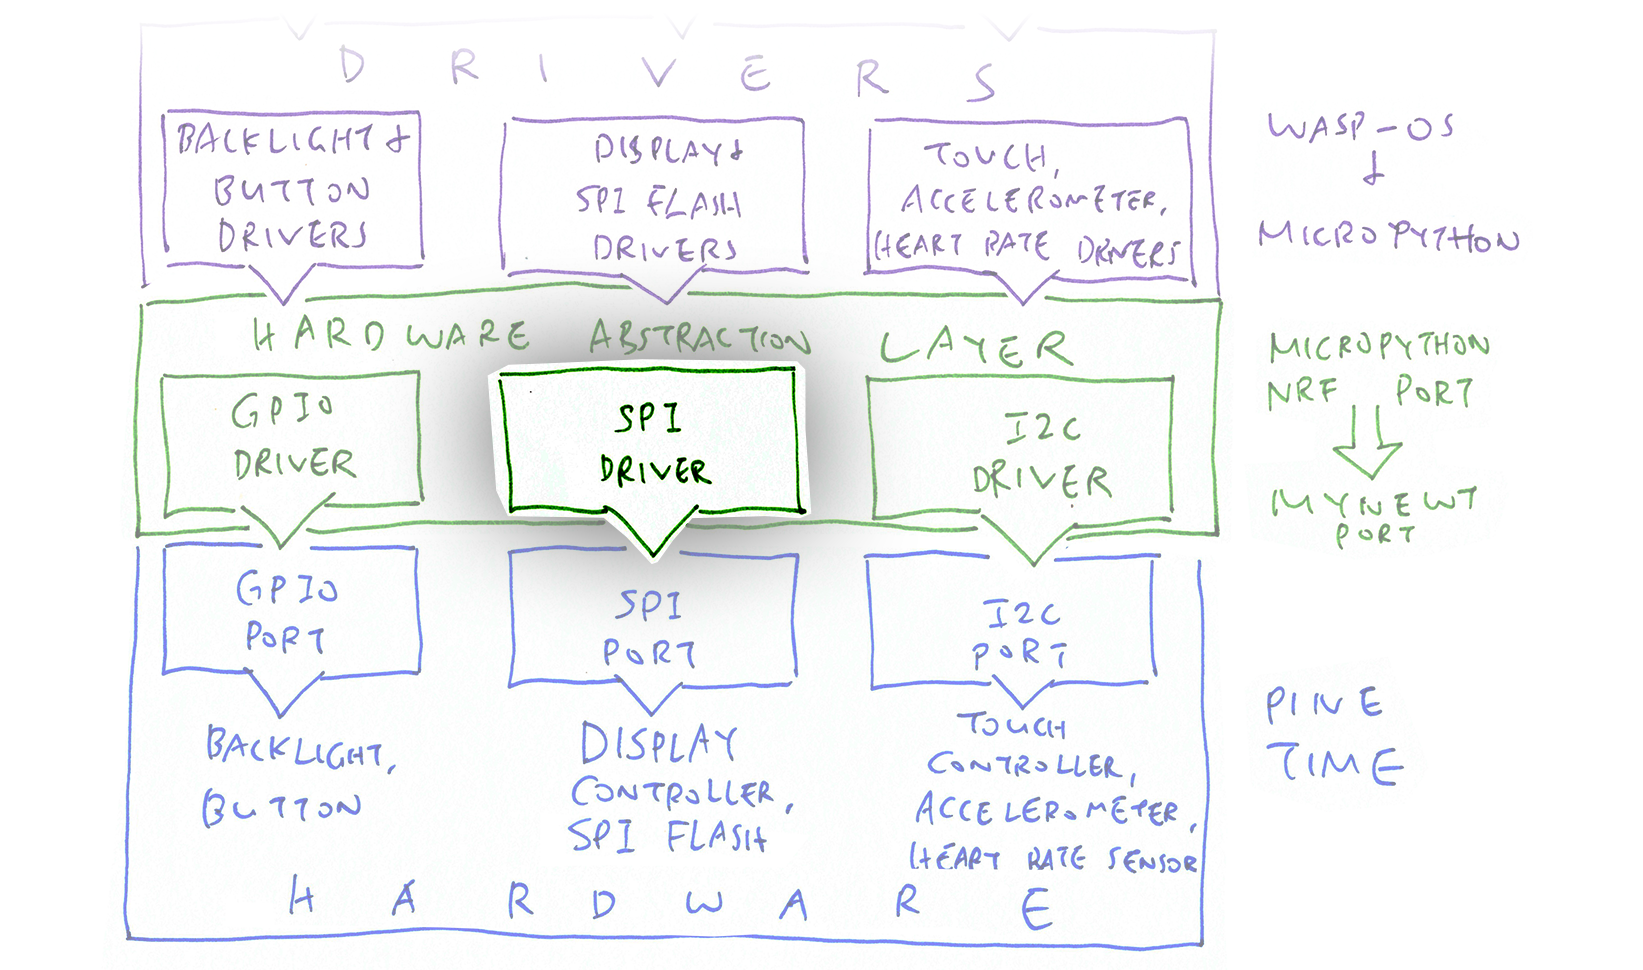 DRIVERS
BACKLIGHT &
BUTTON
DRIVERS
DISPLAY &
SPI FLASH
DRIVERS
TOUCH,
ACCELEROMETER,
HEART RATE DRIVERS
WASP-OS
&
MICROPYTHON
HARDWARE ABSTRACTION LAYER
GPIO
DRIVER
SPI
DRIVER
I2C
DRIVER
MICROPYTHON
NRF PORT
MYNEWT
PORT
GPIO
PORT
SPI
PORT
I2C
PORT
BACKLIGHT,
BUTTON
DISPLAY
CONTROLLER,
SPI FLASH
TOUCH
CONTROLLER,
ACCELEROMETER,
HEART RATE SENSOR
PINE
TIME
HARDWARE